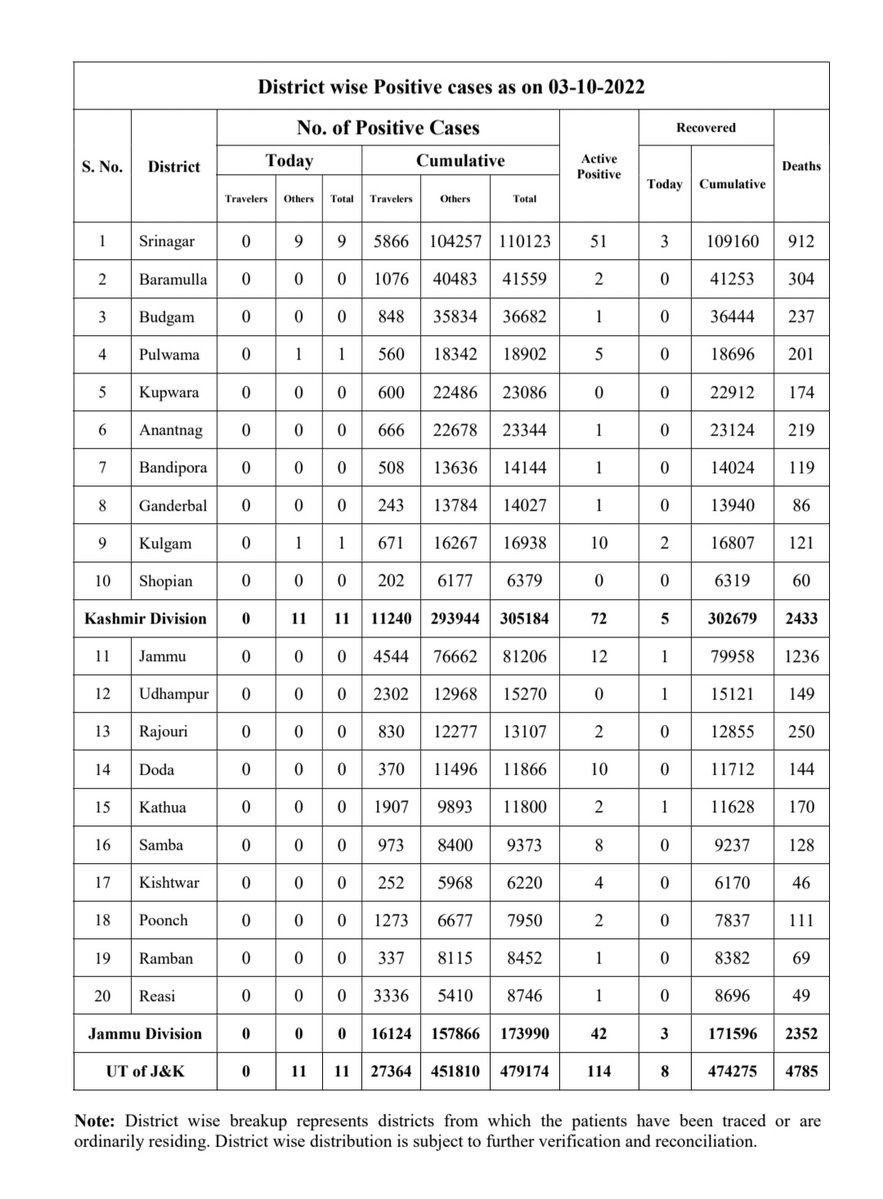 District wise Positive cases as on 03-10-2022
S. No. District No. of Positive Cases Active Positive Recovered Deaths
Today Cumulative Today Cumulative
Travelers Others Total Travelers Others Total
1 Srinagar 0 9 9 5866 104257 110123 51 3 109160 912
2 Baramulla 0 0 0 1076 40483 41559 2 0 41253 304
3 Budgam 0 0 0 848 35834 36682 1 0 36444 237
4 Pulwama 0 1 1 560 18342 18902 5 0 18696 201
5 Kupwara 0 0 0 600 22486 23086 0 0 22912 174
6 Anantnag 0 0 0 666 22678 23344 1 0 23124 219
7 Bandipora 0 0 0 508 13636 14144 1 0 14024 119
8 Ganderbal 0 0 0 243 13784 14027 1 0 13940 86
9 Kulgam 0 1 1 671 16267 16938 10 2 16807 121
10 Shopian 0 0 0 202 6177 6379 0 0 6319 60
Kashmir Division 0 11 11 11240 293944 305184 72 5 302679 2433
11 Jammu 0 0 0 4544 76662 81206 12 1 79958 1236
12 Udhampur 0 0 0 2302 12968 15270 0 1 15121 149
13 Rajouri 0 0 0 830 12277 13107 2 0 12855 250
14 Doda 0 0 0 370 11496 11866 10 0 11712 144
15 Kathua 0 0 0 1907 9893 11800 2 1 11628 170
16 Samba 0 0 0 973 8400 9373 8 0 9237 128
17 Kishtwar 0 0 0 252 5968 6220 4 0 6170 46
18 Poonch 0 0 0 1273 6677 7950 2 0 7837 111
19 Ramban 0 0 0 337 8115 8452 1 0 8382 69
20 Reasi 0 0 0 3336 5410 8746 1 0 8696 49
Jammu Division 0 0 0 16124 157866 173990 42 3 171596 2352
UT of J&K 0 11 11 27364 451810 479174 114 8 474275 4785
Note: District wise breakup represents districts from which the patients have been traced or are
ordinarily residing. District wise distribution is subject to further verification and reconciliation.